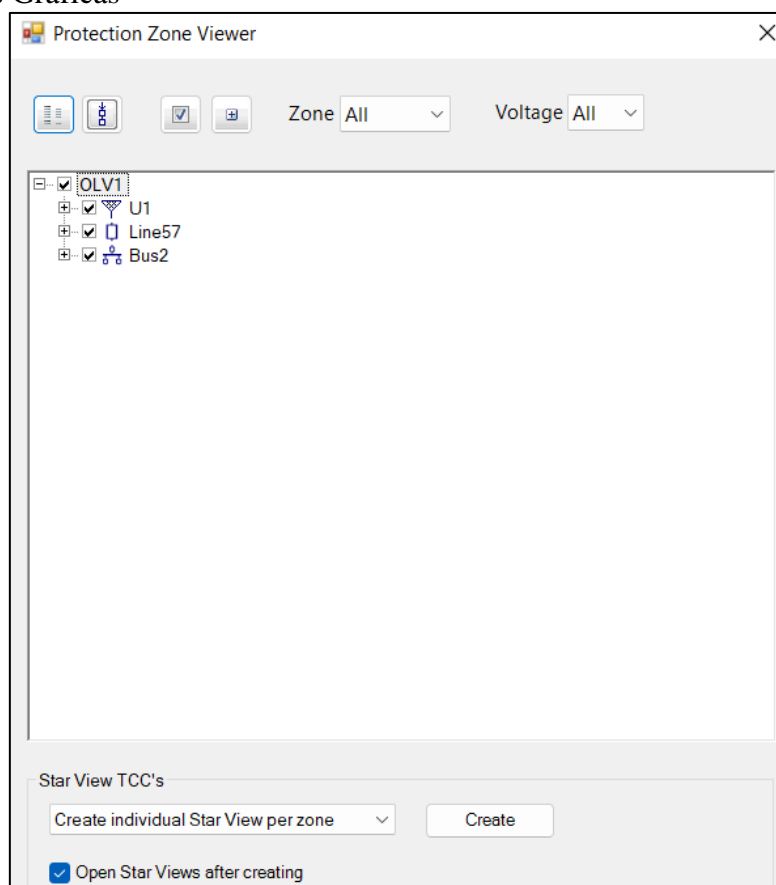 Gráficas
Protection Zone Viewer
Zone All Voltage All
OLV1
U1
Line57
Bus2
Star View TCC's
Create individual Star View per zone Create
Open Star Views after creating